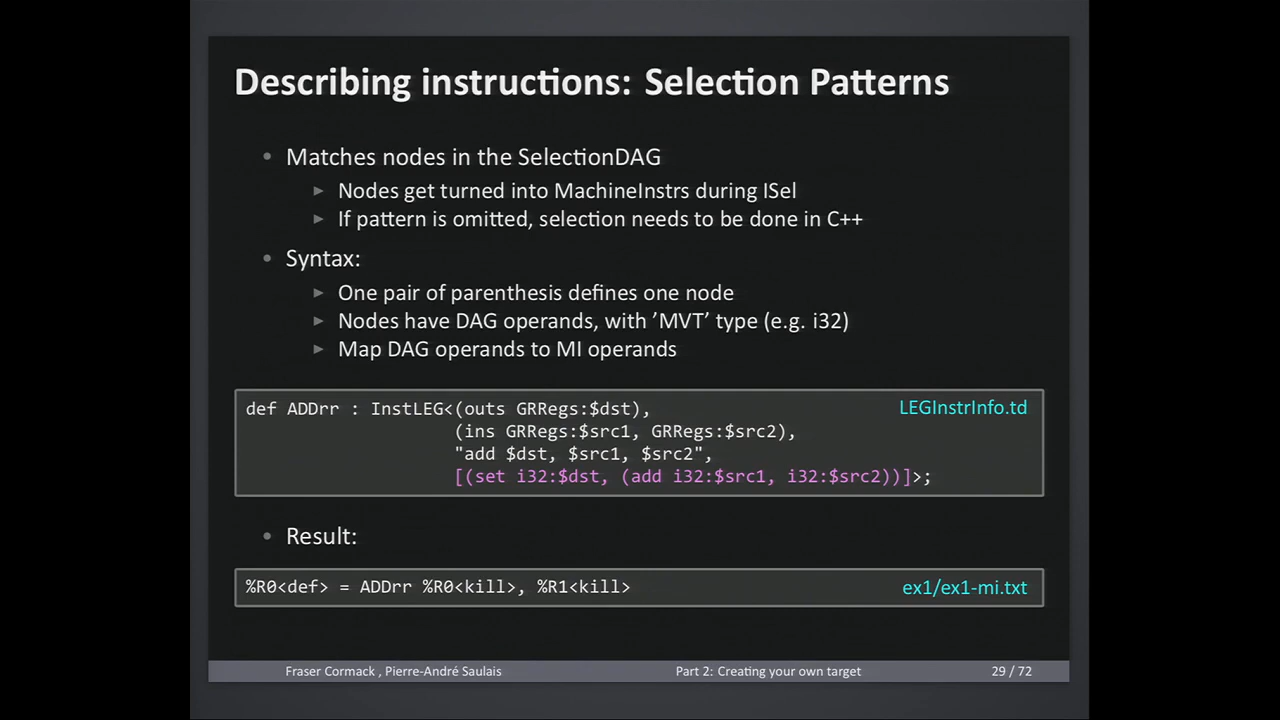 Describing instructions: Selection Patterns
• Matches nodes in the SelectionDAG
▶ Nodes get turned into MachineInstrs during ISel
▶ If pattern is omitted, selection needs to be done in C++
• Syntax:
▶ One pair of parenthesis defines one node
▶ Nodes have DAG operands, with ’MVT’ type (e.g. i32)
▶ Map DAG operands to MI operands
def ADDrr : InstLEG<(outs GRRegs:$dst), LEGInstrInfo.td
(ins GRRegs:$src1, GRRegs:$src2),
"add $dst, $src1, $src2",
[(set i32:$dst, (add i32:$src1, i32:$src2))]>;
• Result:
%R0<def> = ADDrr %R0<kill>, %R1<kill> ex1/ex1-mi.txt
Fraser Cormack , Pierre-André Saulais Part 2: Creating your own target 29 / 72